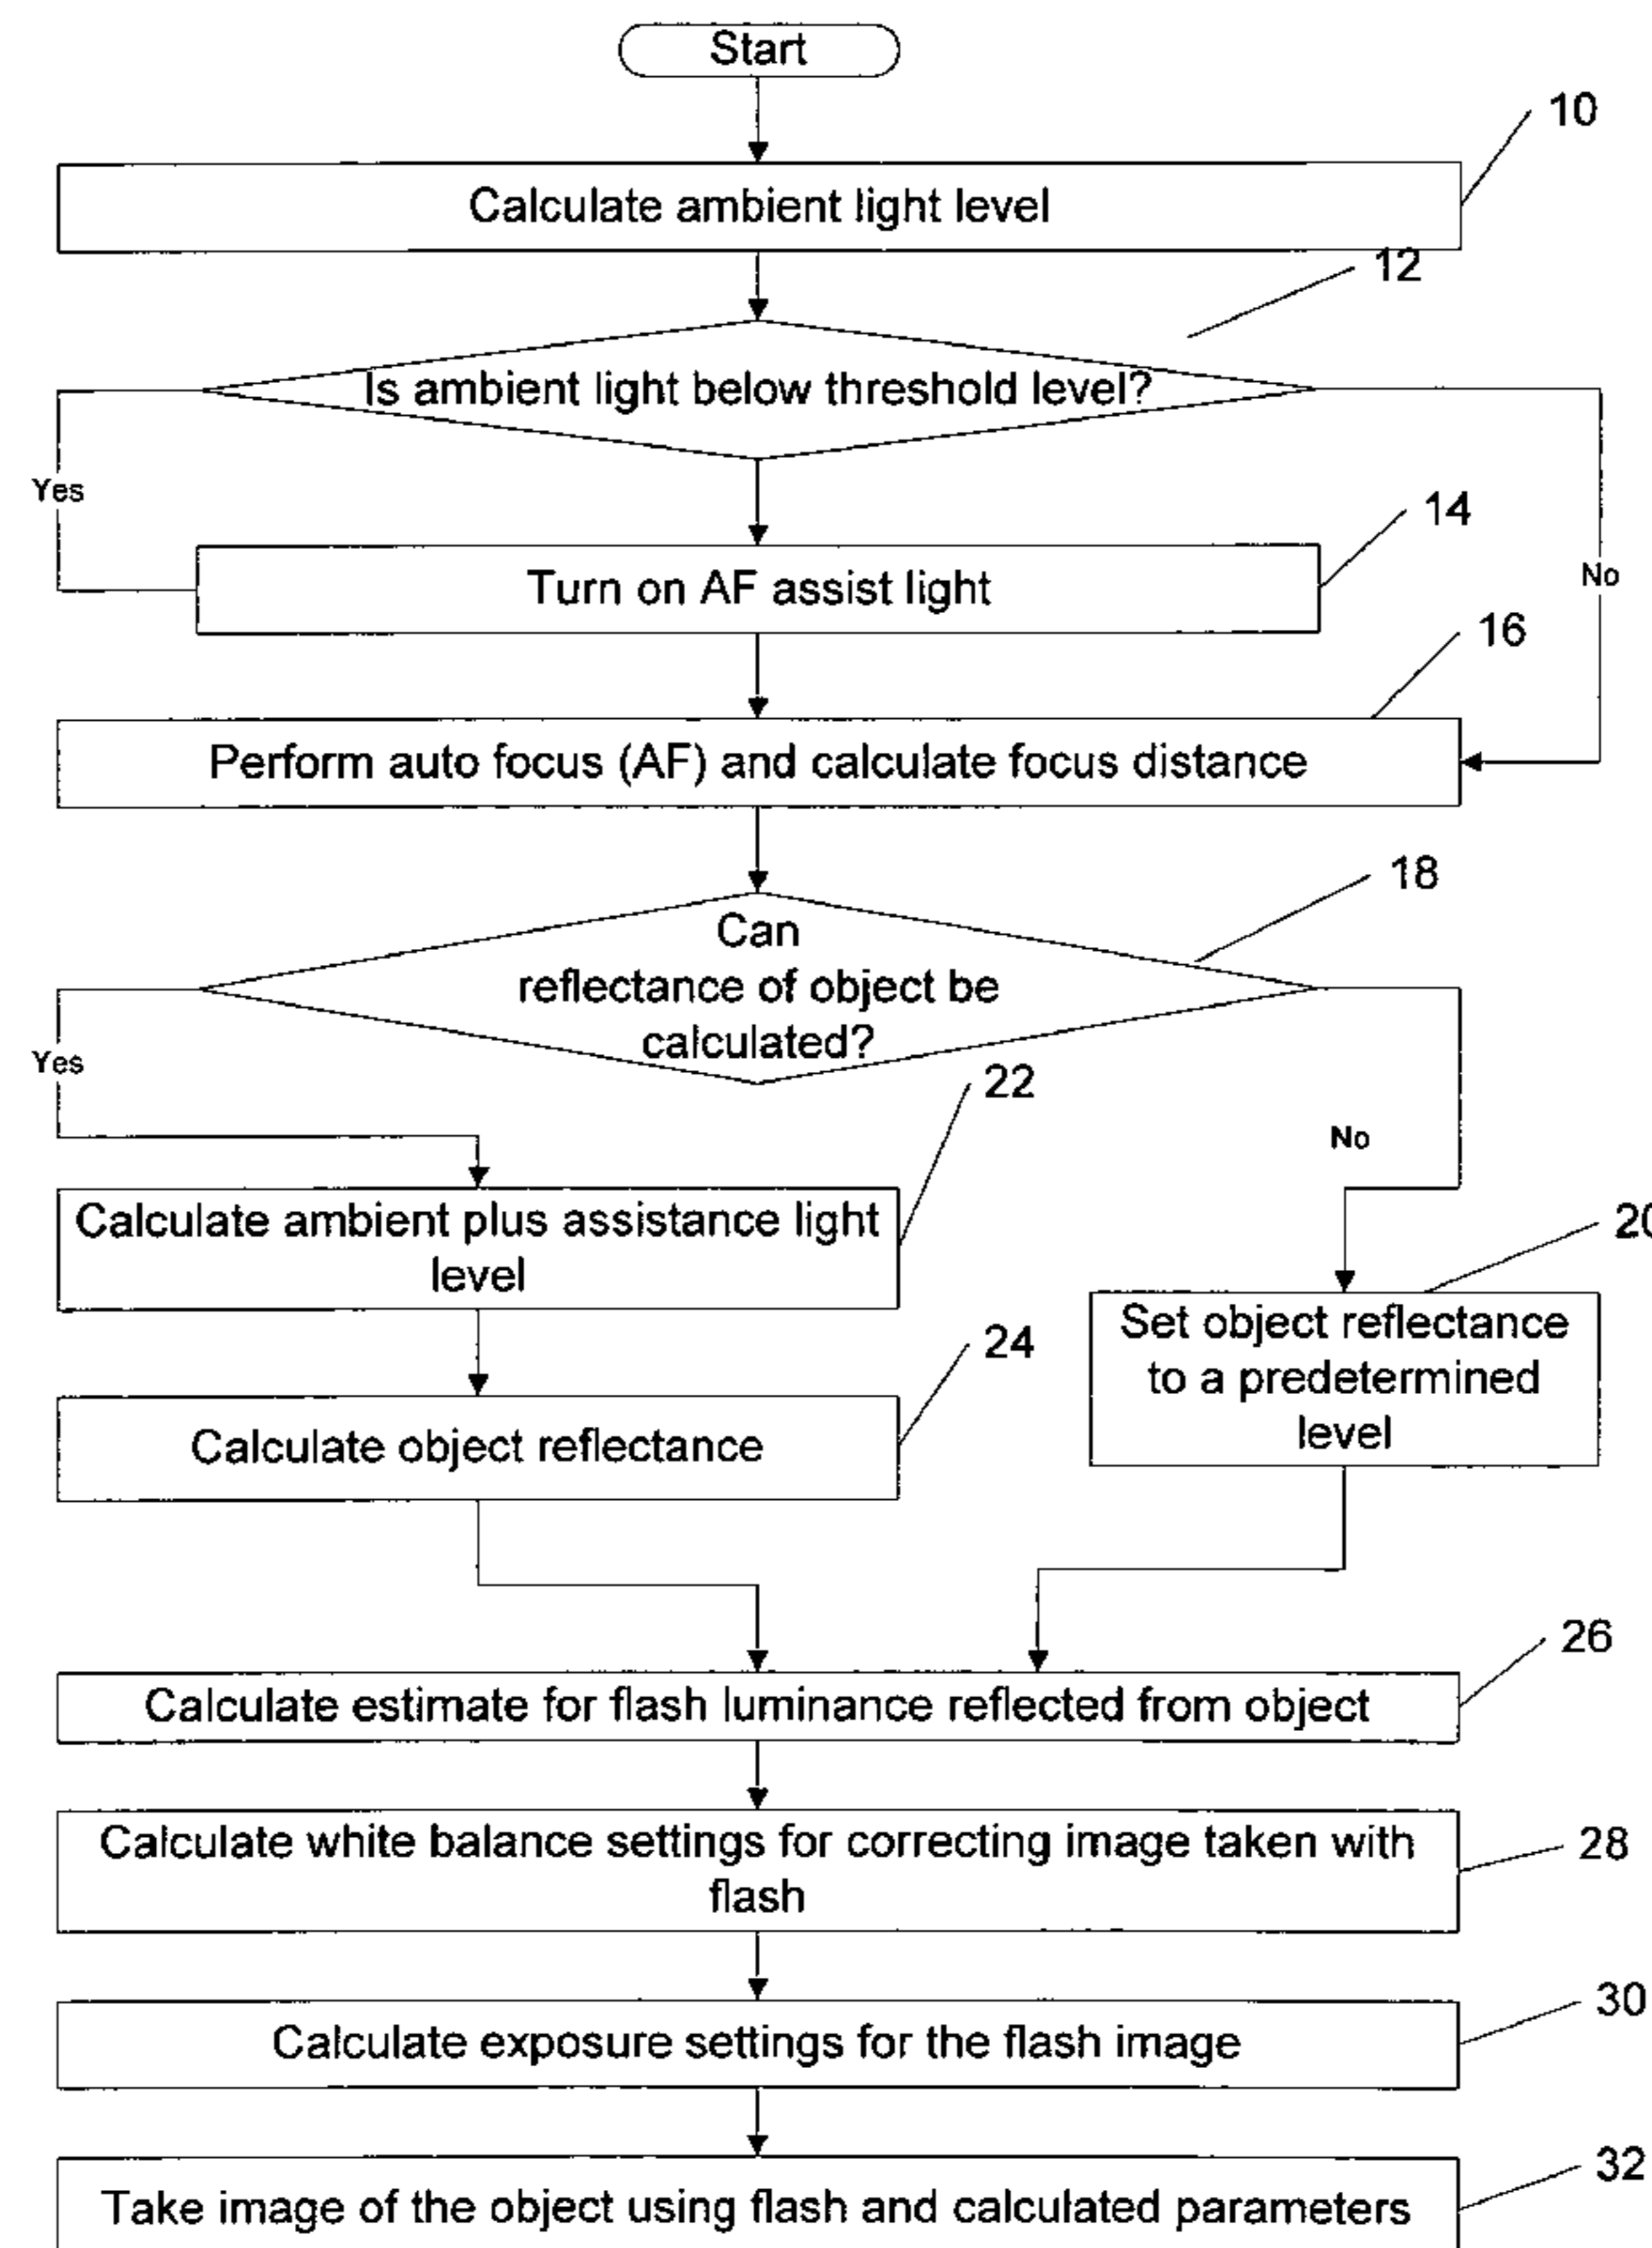 Start
10
Calculate ambient light level
12
Is ambient light below threshold level?
Yes
14
No
Turn on AF assist light
16
Perform auto focus (AF) and calculate focus distance
18
Can
reflectance of object be
calculated?
Yes
22
No
Calculate ambient plus assistance light
level
20
Set object reflectance
to a predetermined
level
24
Calculate object reflectance
26
Calculate estimate for flash luminance reflected from object
Calculate white balance settings for correcting image taken with
flash
28
30
Calculate exposure settings for the flash image
32
Take image of the object using flash and calculated parameters